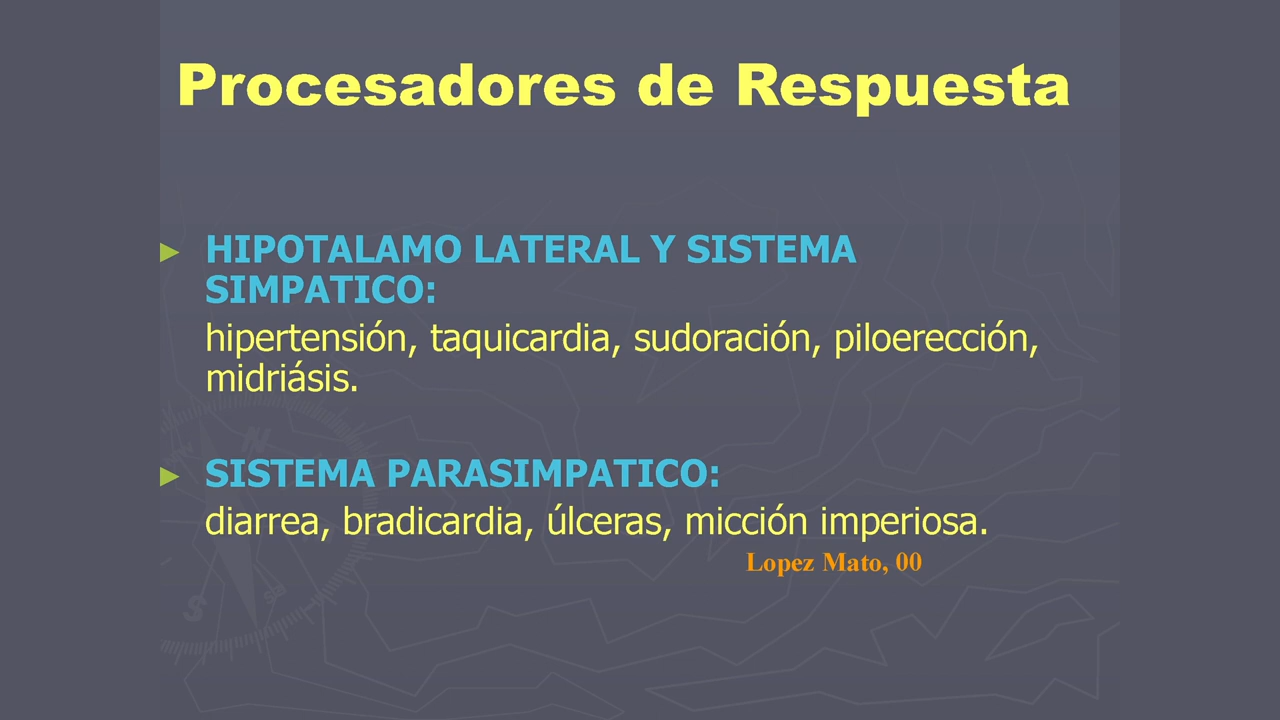 Procesadores de Respuesta
► HIPOTALAMO LATERAL Y SISTEMA
SIMPATICO:
hipertensión, taquicardia, sudoración, piloerección,
midriásis.
► SISTEMA PARASIMPATICO:
diarrea, bradicardia, úlceras, micción imperiosa.
Lopez Mato, 00
N
S
SE